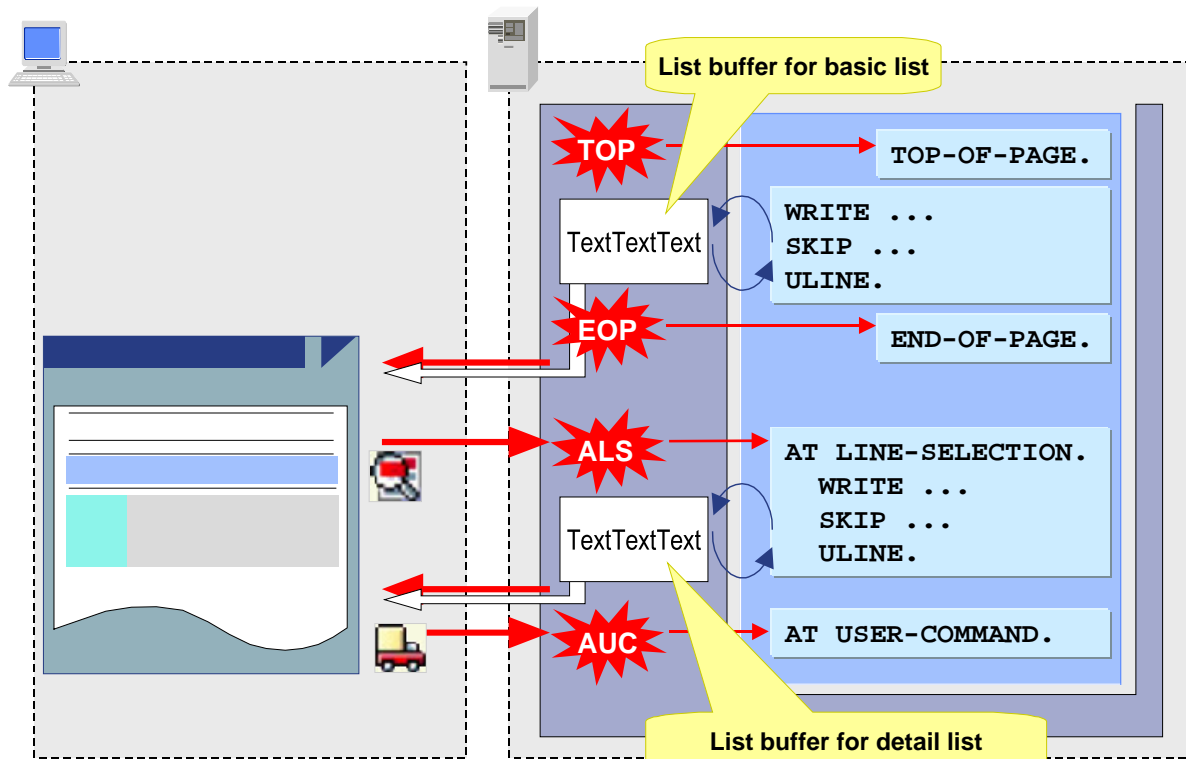 List buffer for basic list
TOP
TOP-OF-PAGE.
WRITE ...
SKIP ...
ULINE.
TextTextText
EOP
END-OF-PAGE.
ALS
AT LINE-SELECTION.
WRITE ...
SKIP ...
ULINE.
TextTextText
AUC
AT USER-COMMAND.
List buffer for detail list